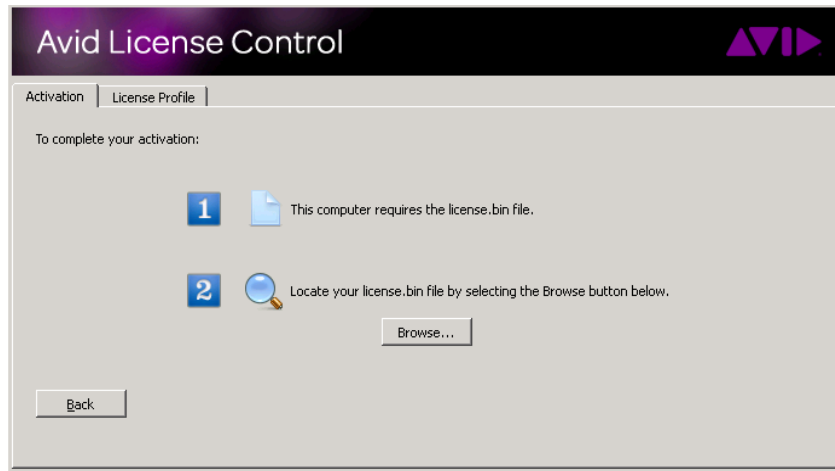 Avid License Control
AVID
Activation
License Profile
To complete your activation:
1
This computer requires the license.bin file.
2
Locate your license.bin file by selecting the Browse button below.
Browse...
Back